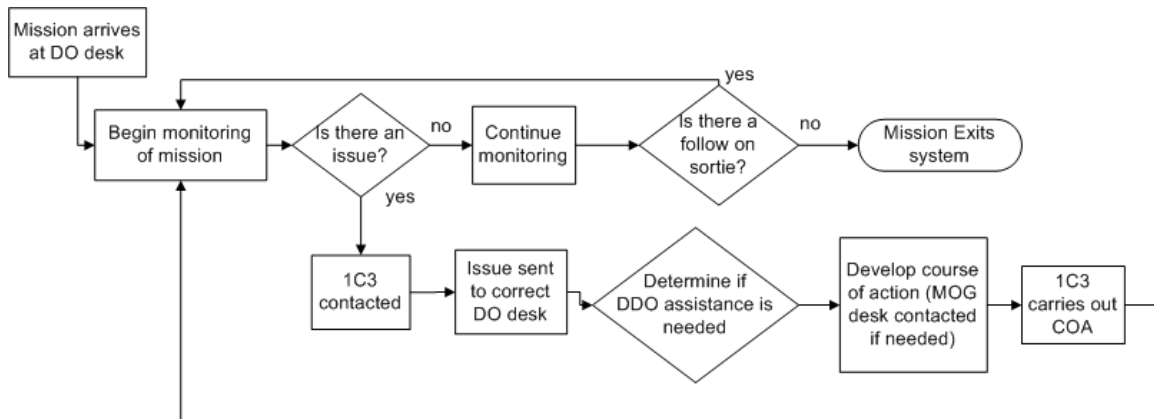 Mission arrives
at DO desk
yes
Begin monitoring
of mission
Is there an
issue?
no
Continue
monitoring
Is there a
follow on
sortie?
no
Mission Exits
system
yes
1C3
contacted
Issue sent
to correct
DO desk
Determine if
DDO assistance is
needed
Develop course
of action (MOG
desk contacted
if needed)
1C3
carries out
COA